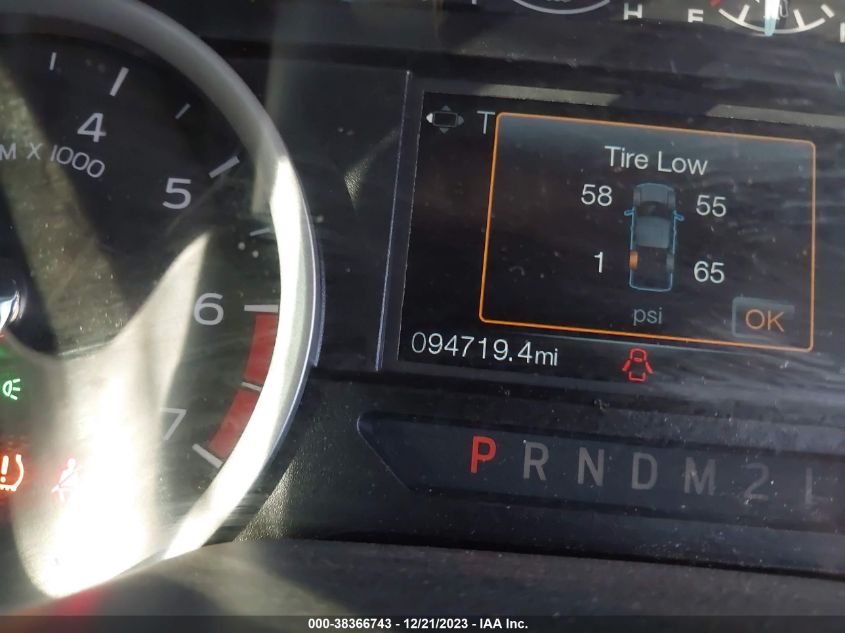 H E
4
M X 1000
5
6
7
T
Tire Low
58 55
1 65
psi
OK
094719.4mi
P R N D M 2 L
000-38366743 - 12/21/2023 - IAA Inc.